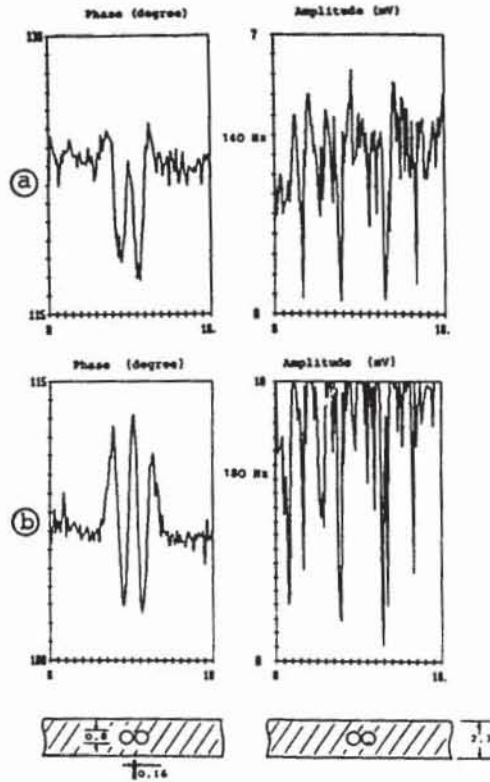 Phase (degree) Amplitude (mV)
130 7
140 Hz
a
115 0
0 10. 0 10.
Phase (degree) Amplitude (mV)
115 10
180 Hz
b
100 0
0 10 0 10.
0.8
0.16